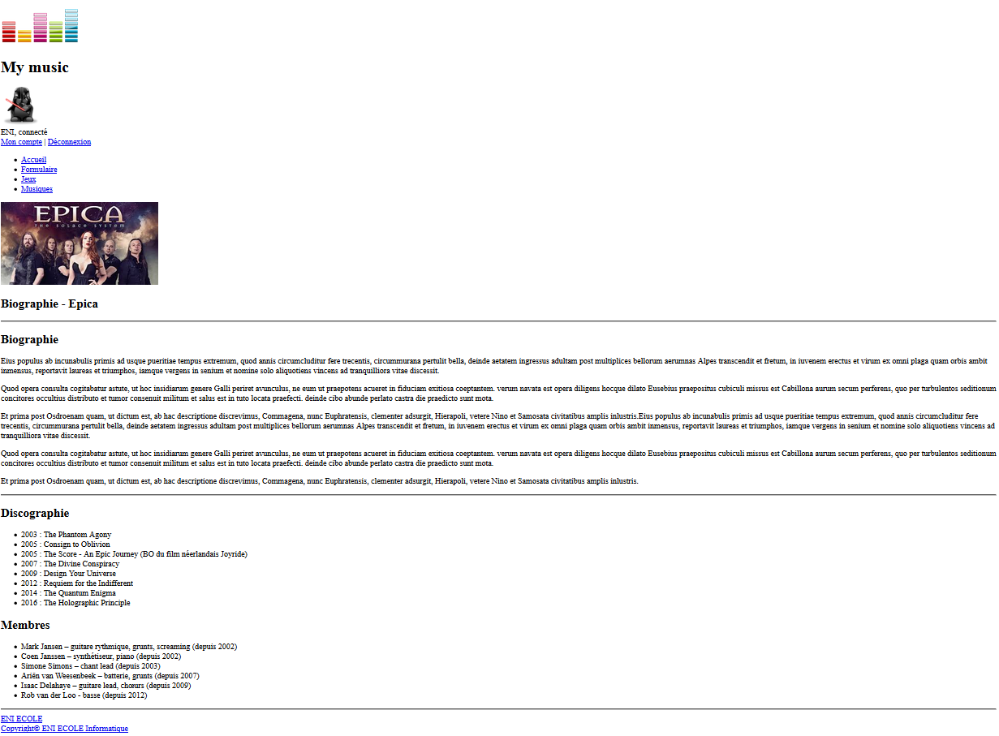 My music
ENI, connecté
Mon compte | Déconnexion
Accueil
Formulaire
Jeux
Musiques
EPICA
THE SOLACE SYSTEM
Biographie - Epica
Biographie
Eius populus ab incunabulis primis ad usque pueritiae tempus extremum, quod annis circumcluditur fere trecentis, circummurana pertulit bella, deinde aetatem ingressus adultam post multiplices bellorum aerumnas Alpes transcendit et fretum, in iuvenem erectus et virum ex omni plaga quam orbis ambit
inmensus, reportavit laureas et triumphos, iamque vergens in senium et nomine solo aliquotiens vincens ad tranquilliora vitae discessit.
Quod opera consulta cogitabatur astute, ut hoc insidiarum genere Galli periret avunculus, ne eum ut praepotens acueret in fiduciam exitiosa coeptantem. verum navata est opera diligens hocque dilato Eusebius praepositus cubiculi missus est Cabillona aurum secum perferens, quo per turbulentos seditionum
concitores occultius distributo et tumor consenuit militum et salus est in tuto locata praefecti. deinde cibo abunde perlato castra die praedicto sunt mota.
Et prima post Osdroenam quam, ut dictum est, ab hac descriptione discrevimus, Commagena, nunc Euphratensis, clementer adsurgit, Hierapoli, vetere Nino et Samosata civitatibus amplis inlustris.Eius populus ab incunabulis primis ad usque pueritiae tempus extremum, quod annis circumcluditur fere
trecentis, circummurana pertulit bella, deinde aetatem ingressus adultam post multiplices bellorum aerumnas Alpes transcendit et fretum, in iuvenem erectus et virum ex omni plaga quam orbis ambit inmensus, reportavit laureas et triumphos, iamque vergens in senium et nomine solo aliquotiens vincens ad
tranquilliora vitae discessit.
Quod opera consulta cogitabatur astute, ut hoc insidiarum genere Galli periret avunculus, ne eum ut praepotens acueret in fiduciam exitiosa coeptantem. verum navata est opera diligens hocque dilato Eusebius praepositus cubiculi missus est Cabillona aurum secum perferens, quo per turbulentos seditionum
concitores occultius distributo et tumor consenuit militum et salus est in tuto locata praefecti. deinde cibo abunde perlato castra die praedicto sunt mota.
Et prima post Osdroenam quam, ut dictum est, ab hac descriptione discrevimus, Commagena, nunc Euphratensis, clementer adsurgit, Hierapoli, vetere Nino et Samosata civitatibus amplis inlustris.
Discographie
2003 : The Phantom Agony
2005 : Consign to Oblivion
2005 : The Score - An Epic Journey (BO du film néerlandais Joyride)
2007 : The Divine Conspiracy
2009 : Design Your Universe
2012 : Requiem for the Indifferent
2014 : The Quantum Enigma
2016 : The Holographic Principle
Membres
Mark Jansen – guitare rythmique, grunts, screaming (depuis 2002)
Coen Janssen – synthétiseur, piano (depuis 2002)
Simone Simons – chant lead (depuis 2003)
Ariën van Weesenbeek – batterie, grunts (depuis 2007)
Isaac Delahaye – guitare lead, chœurs (depuis 2009)
Rob van der Loo - basse (depuis 2012)
ENI ECOLE
Copyright© ENI ECOLE Informatique